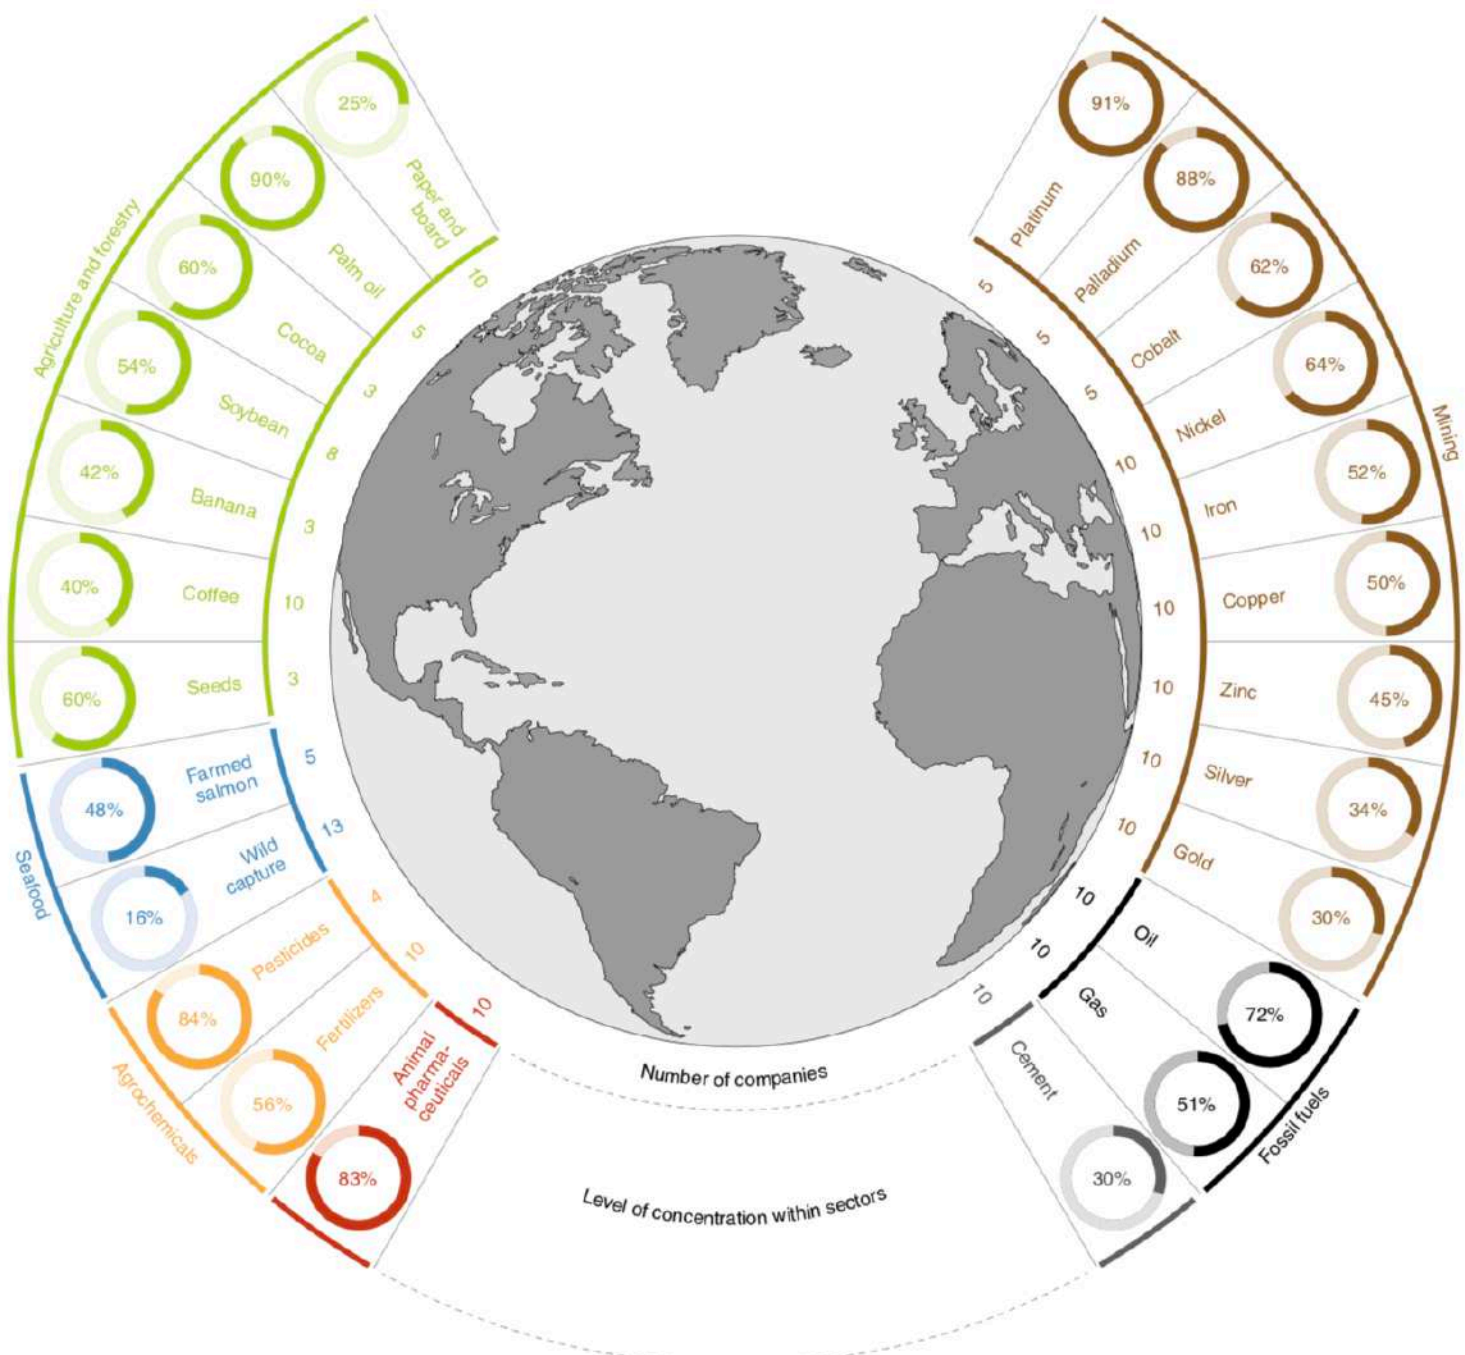 Agriculture and forestry
25%
Paper and
board
10
90%
Palm oil
5
60%
Cocoa
3
54%
Soybean
8
42%
Banana
3
40%
Coffee
10
60%
Seeds
3
Seafood
48%
Farmed
salmon
5
16%
Wild
capture
13
Agrochemicals
84%
Pesticides
4
56%
Fertilizers
10
83%
Animal
pharma-
ceuticals
10
Number of companies
Level of concentration within sectors
Mining
91%
Platinum
5
88%
Palladium
5
62%
Cobalt
5
64%
Nickel
10
52%
Iron
10
50%
Copper
10
45%
Zinc
10
34%
Silver
10
30%
Gold
10
Fossil fuels
72%
Oil
10
51%
Gas
10
30%
Cement
10